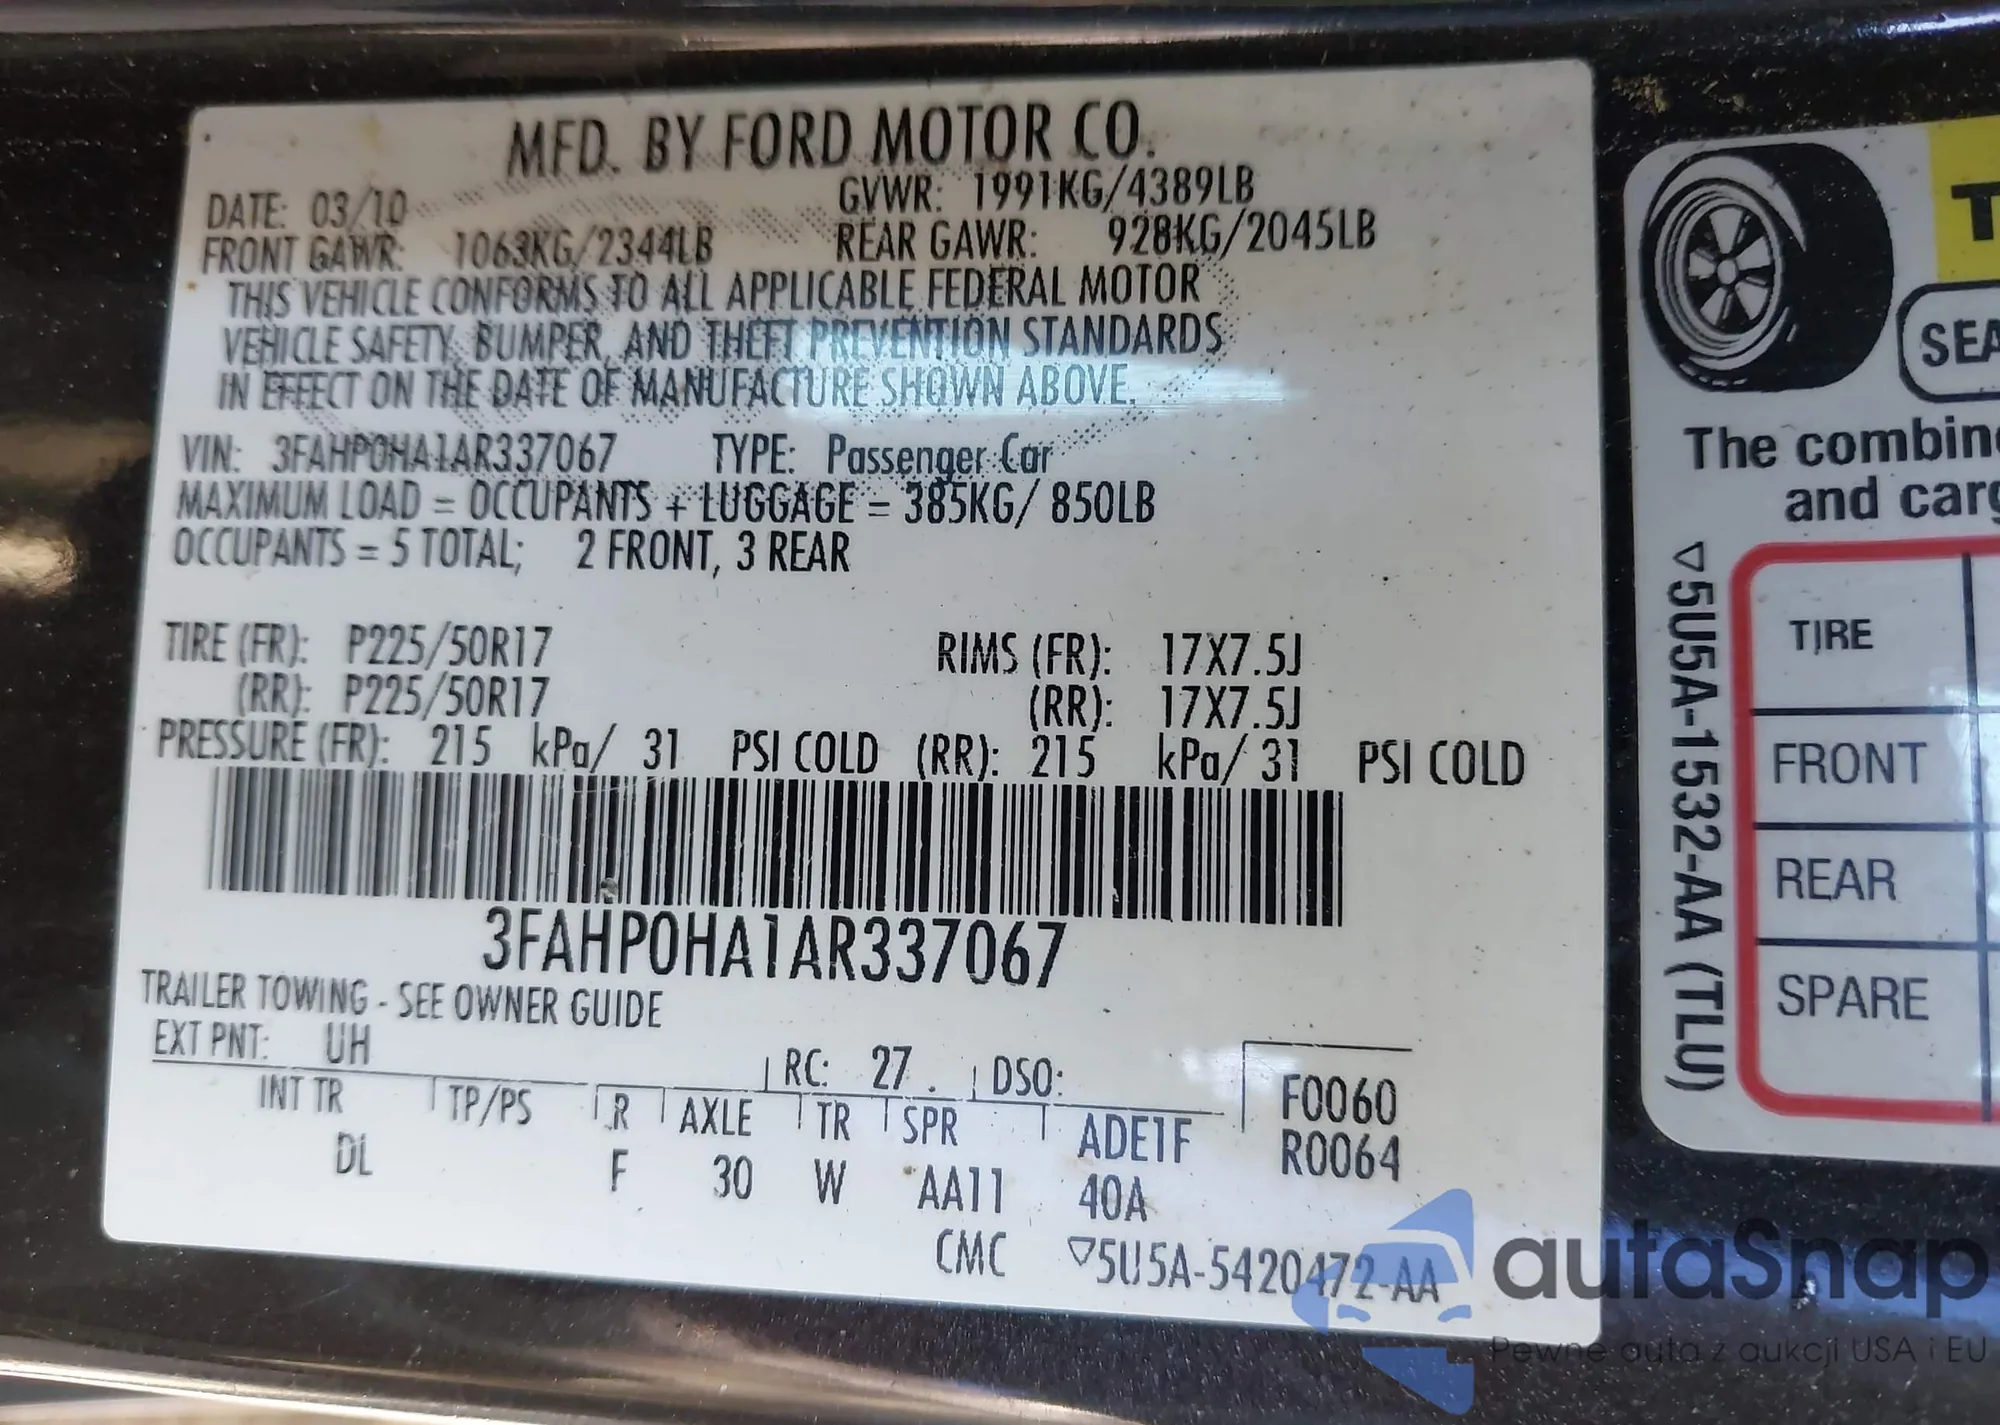 MFD. BY FORD MOTOR CO.
DATE: 03/10 GVWR: 1991KG/4389LB
FRONT GAWR: 1063KG/2344LB REAR GAWR: 928KG/2045LB
THIS VEHICLE CONFORMS TO ALL APPLICABLE FEDERAL MOTOR
VEHICLE SAFETY, BUMPER, AND THEFT PREVENTION STANDARDS
IN EFFECT ON THE DATE OF MANUFACTURE SHOWN ABOVE.
VIN: 3FAHP0HA1AR337067 TYPE: Passenger Car
MAXIMUM LOAD = OCCUPANTS + LUGGAGE = 385KG/ 850LB
OCCUPANTS = 5 TOTAL; 2 FRONT, 3 REAR
TIRE (FR): P225/50R17 RIMS (FR): 17X7.5J
(RR): P225/50R17 (RR): 17X7.5J
PRESSURE (FR): 215 kPa/ 31 PSI COLD (RR): 215 kPa/ 31 PSI COLD
3FAHP0HA1AR337067
TRAILER TOWING - SEE OWNER GUIDE
EXT PNT: UH RC: 27 . DSO: F0060
INT TR TP/PS R AXLE TR SPR ADE1F R0064
DL F 30 W AA11 40A
CMC ▽5U5A-5420472-AA
T
SEA
The combin
and carg
▽5U5A-1532-AA (TLU)
TIRE
FRONT
REAR
SPARE
autaSnap
Pewne auta z aukcji USA i EU